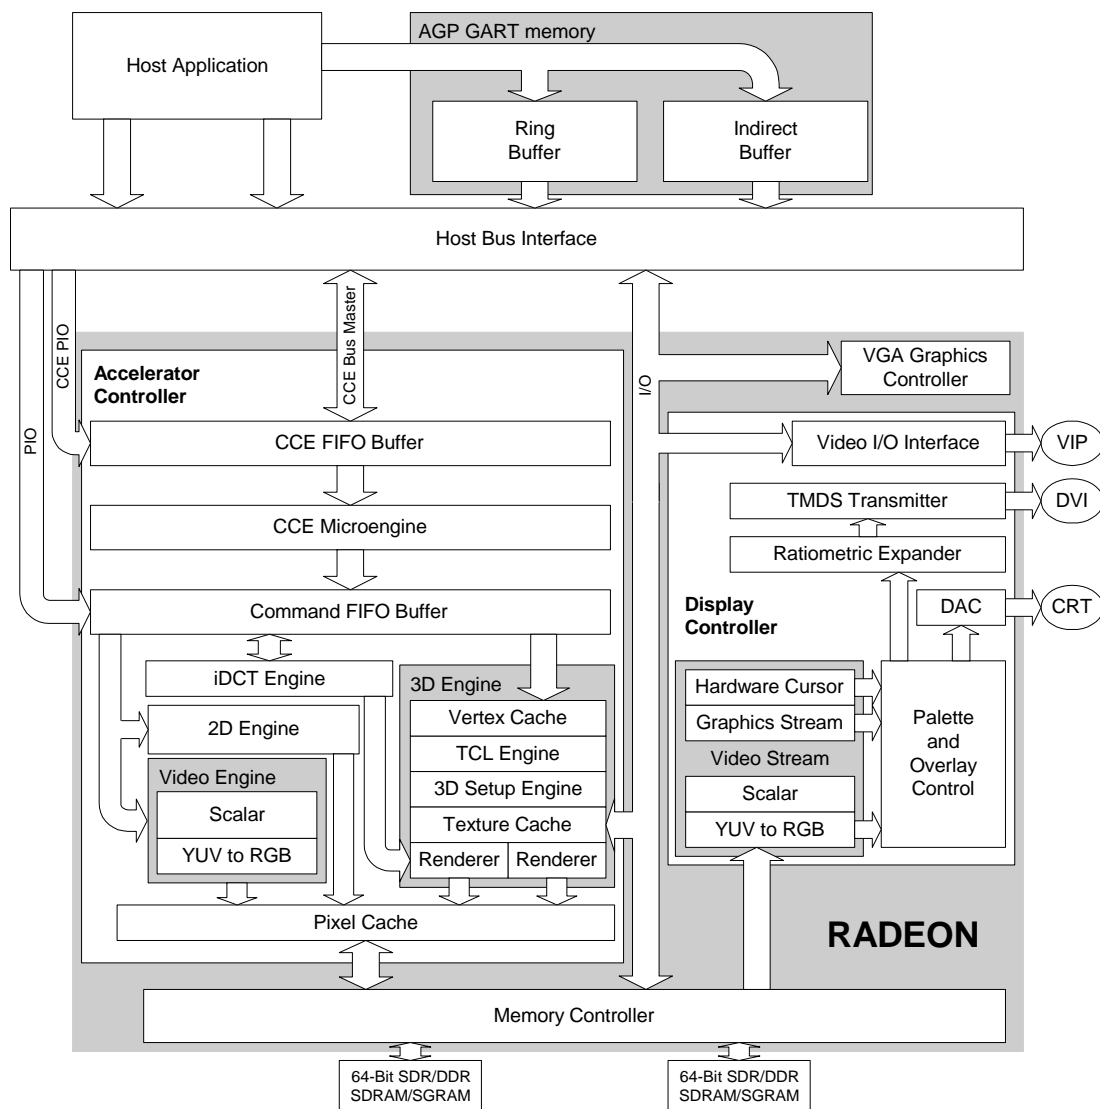 AGP GART memory
Host Application
Ring
Buffer
Indirect
Buffer
Host Bus Interface
CCE PIO
PIO
CCE Bus Master
I/O
Accelerator
Controller
VGA Graphics
Controller
CCE FIFO Buffer
Video I/O Interface
VIP
TMDS Transmitter
DVI
CCE Microengine
Ratiometric Expander
Command FIFO Buffer
Display
Controller
DAC
CRT
iDCT Engine
3D Engine
Hardware Cursor
Vertex Cache
Graphics Stream
2D Engine
TCL Engine
Video Stream
Palette
and
Overlay
Control
Video Engine
3D Setup Engine
Scalar
Scalar
Texture Cache
YUV to RGB
YUV to RGB
Renderer
Renderer
Pixel Cache
RADEON
Memory Controller
64-Bit SDR/DDR
SDRAM/SGRAM
64-Bit SDR/DDR
SDRAM/SGRAM